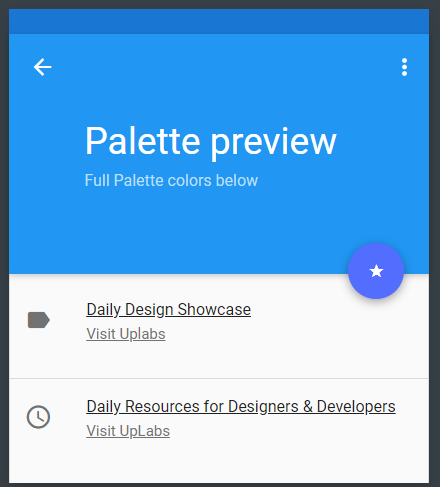 Palette preview
Full Palette colors below
Daily Design Showcase
Visit Uplabs
Daily Resources for Designers & Developers
Visit UpLabs